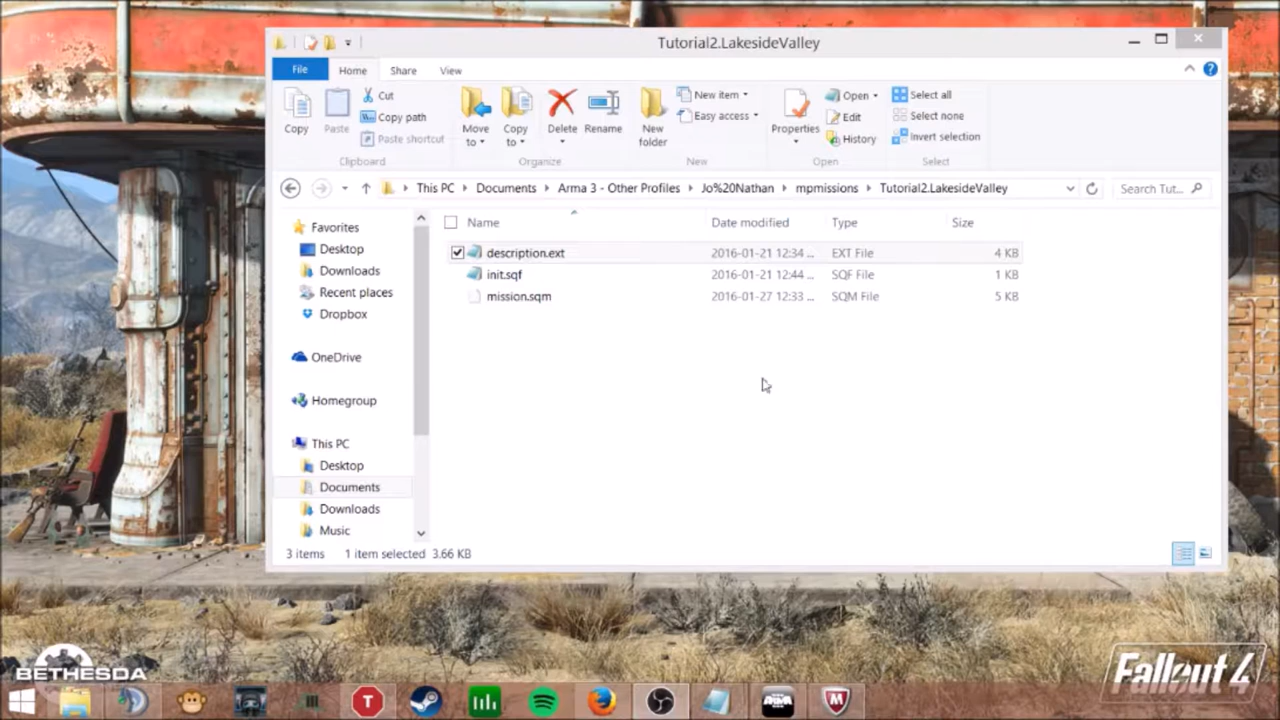 Tutorial2.LakesideValley
File
Home
Share
View
Copy
Paste
Cut
Copy path
Paste shortcut
Clipboard
Move to
Copy to
Delete
Rename
Organize
New folder
New item
Easy access
New
Properties
Open
Edit
History
Open
Select all
Select none
Invert selection
Select
This PC
Documents
Arma 3 - Other Profiles
Jo%20Nathan
mpmissions
Tutorial2.LakesideValley
Search Tut...
Name
Date modified
Type
Size
description.ext 2016-01-21 12:34 ... EXT File 4 KB
init.sqf 2016-01-21 12:44 ... SQF File 1 KB
mission.sqm 2016-01-27 12:33 ... SQM File 5 KB
Favorites
Desktop
Downloads
Recent places
Dropbox
OneDrive
Homegroup
This PC
Desktop
Documents
Downloads
Music
3 items 1 item selected 3.66 KB
BETHESDA
Fallout 4
T
ARMA